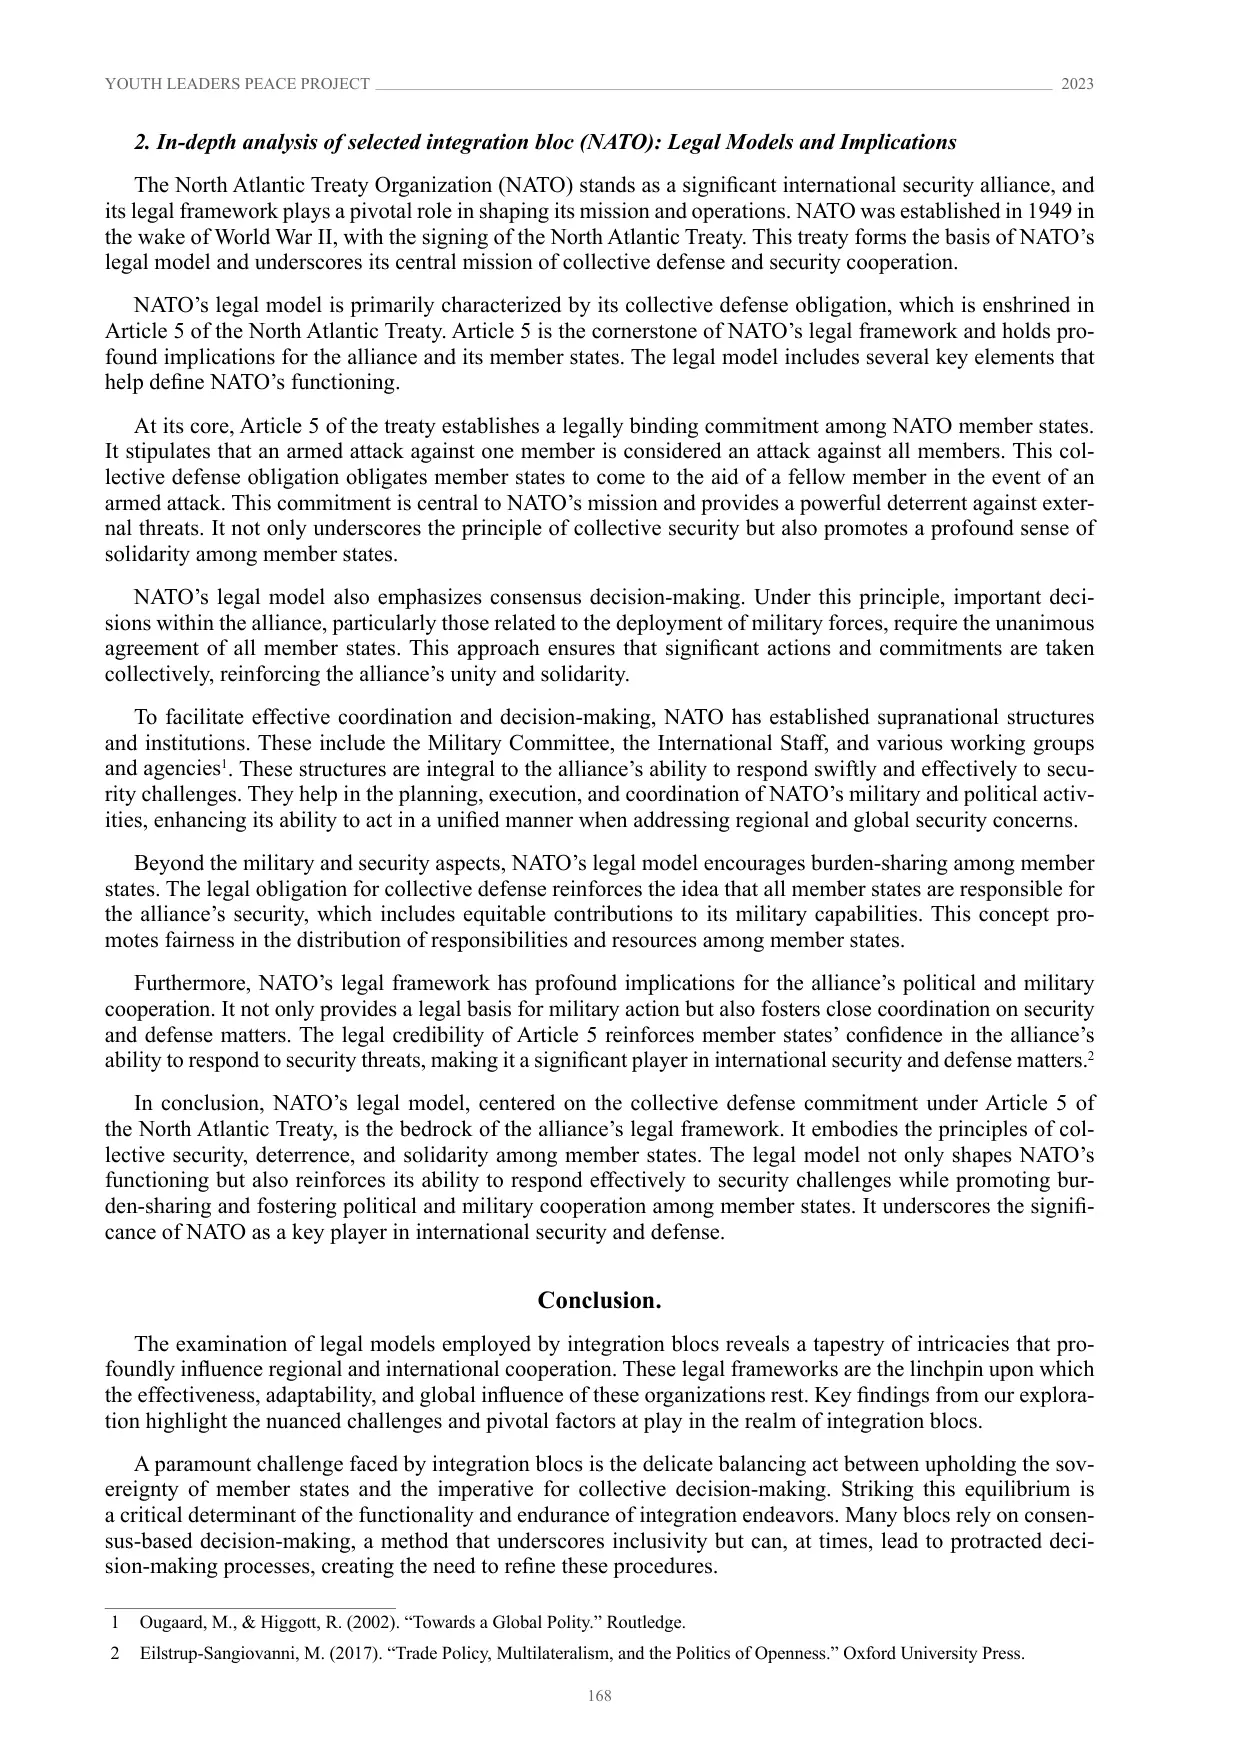 YOUTH LEADERS PEACE PROJECT 2023
2. In-depth analysis of selected integration bloc (NATO): Legal Models and Implications
The North Atlantic Treaty Organization (NATO) stands as a significant international security alliance, and
its legal framework plays a pivotal role in shaping its mission and operations. NATO was established in 1949 in
the wake of World War II, with the signing of the North Atlantic Treaty. This treaty forms the basis of NATO’s
legal model and underscores its central mission of collective defense and security cooperation.
NATO’s legal model is primarily characterized by its collective defense obligation, which is enshrined in
Article 5 of the North Atlantic Treaty. Article 5 is the cornerstone of NATO’s legal framework and holds pro-
found implications for the alliance and its member states. The legal model includes several key elements that
help define NATO’s functioning.
At its core, Article 5 of the treaty establishes a legally binding commitment among NATO member states.
It stipulates that an armed attack against one member is considered an attack against all members. This col-
lective defense obligation obligates member states to come to the aid of a fellow member in the event of an
armed attack. This commitment is central to NATO’s mission and provides a powerful deterrent against exter-
nal threats. It not only underscores the principle of collective security but also promotes a profound sense of
solidarity among member states.
NATO’s legal model also emphasizes consensus decision-making. Under this principle, important deci-
sions within the alliance, particularly those related to the deployment of military forces, require the unanimous
agreement of all member states. This approach ensures that significant actions and commitments are taken
collectively, reinforcing the alliance’s unity and solidarity.
To facilitate effective coordination and decision-making, NATO has established supranational structures
and institutions. These include the Military Committee, the International Staff, and various working groups
and agencies¹. These structures are integral to the alliance’s ability to respond swiftly and effectively to secu-
rity challenges. They help in the planning, execution, and coordination of NATO’s military and political activ-
ities, enhancing its ability to act in a unified manner when addressing regional and global security concerns.
Beyond the military and security aspects, NATO’s legal model encourages burden-sharing among member
states. The legal obligation for collective defense reinforces the idea that all member states are responsible for
the alliance’s security, which includes equitable contributions to its military capabilities. This concept pro-
motes fairness in the distribution of responsibilities and resources among member states.
Furthermore, NATO’s legal framework has profound implications for the alliance’s political and military
cooperation. It not only provides a legal basis for military action but also fosters close coordination on security
and defense matters. The legal credibility of Article 5 reinforces member states’ confidence in the alliance’s
ability to respond to security threats, making it a significant player in international security and defense matters.²
In conclusion, NATO’s legal model, centered on the collective defense commitment under Article 5 of
the North Atlantic Treaty, is the bedrock of the alliance’s legal framework. It embodies the principles of col-
lective security, deterrence, and solidarity among member states. The legal model not only shapes NATO’s
functioning but also reinforces its ability to respond effectively to security challenges while promoting bur-
den-sharing and fostering political and military cooperation among member states. It underscores the signifi-
cance of NATO as a key player in international security and defense.
Conclusion.
The examination of legal models employed by integration blocs reveals a tapestry of intricacies that pro-
foundly influence regional and international cooperation. These legal frameworks are the linchpin upon which
the effectiveness, adaptability, and global influence of these organizations rest. Key findings from our explora-
tion highlight the nuanced challenges and pivotal factors at play in the realm of integration blocs.
A paramount challenge faced by integration blocs is the delicate balancing act between upholding the sov-
ereignty of member states and the imperative for collective decision-making. Striking this equilibrium is
a critical determinant of the functionality and endurance of integration endeavors. Many blocs rely on consen-
sus-based decision-making, a method that underscores inclusivity but can, at times, lead to protracted deci-
sion-making processes, creating the need to refine these procedures.
1 Ougaard, M., & Higgott, R. (2002). “Towards a Global Polity.” Routledge.
2 Eilstrup-Sangiovanni, M. (2017). “Trade Policy, Multilateralism, and the Politics of Openness.” Oxford University Press.
168